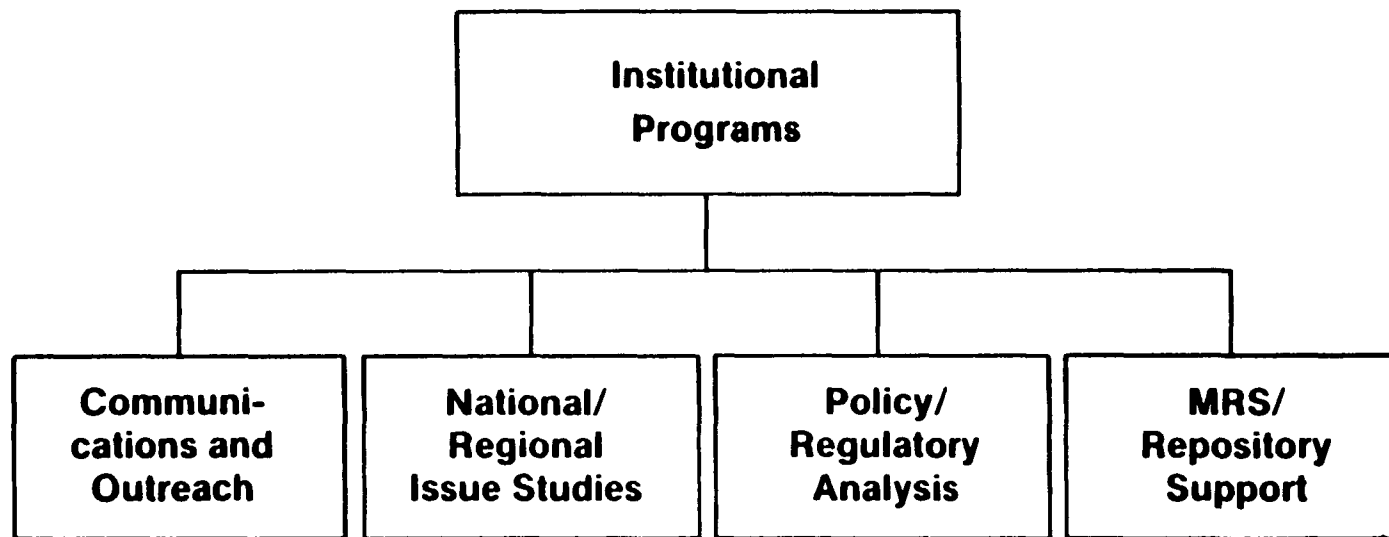 Institutional
Programs
Communi-
cations and
Outreach
National/
Regional
Issue Studies
Policy/
Regulatory
Analysis
MRS/
Repository
Support